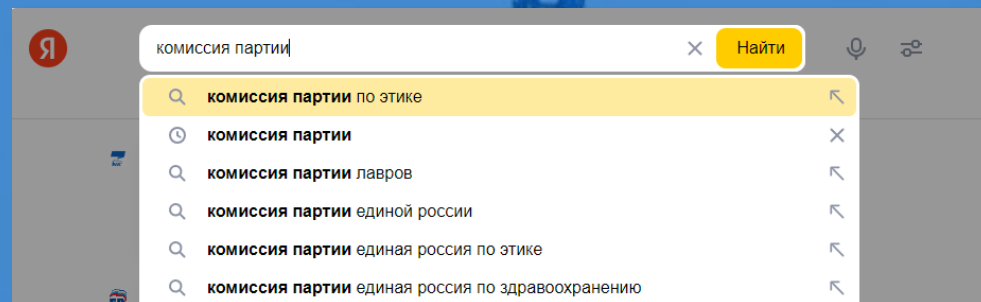 Я комиссия партии Найти
комиссия партии по этике
комиссия партии
комиссия партии лавров
комиссия партии единой россии
комиссия партии единая россия по этике
комиссия партии единая россия по здравоохранению